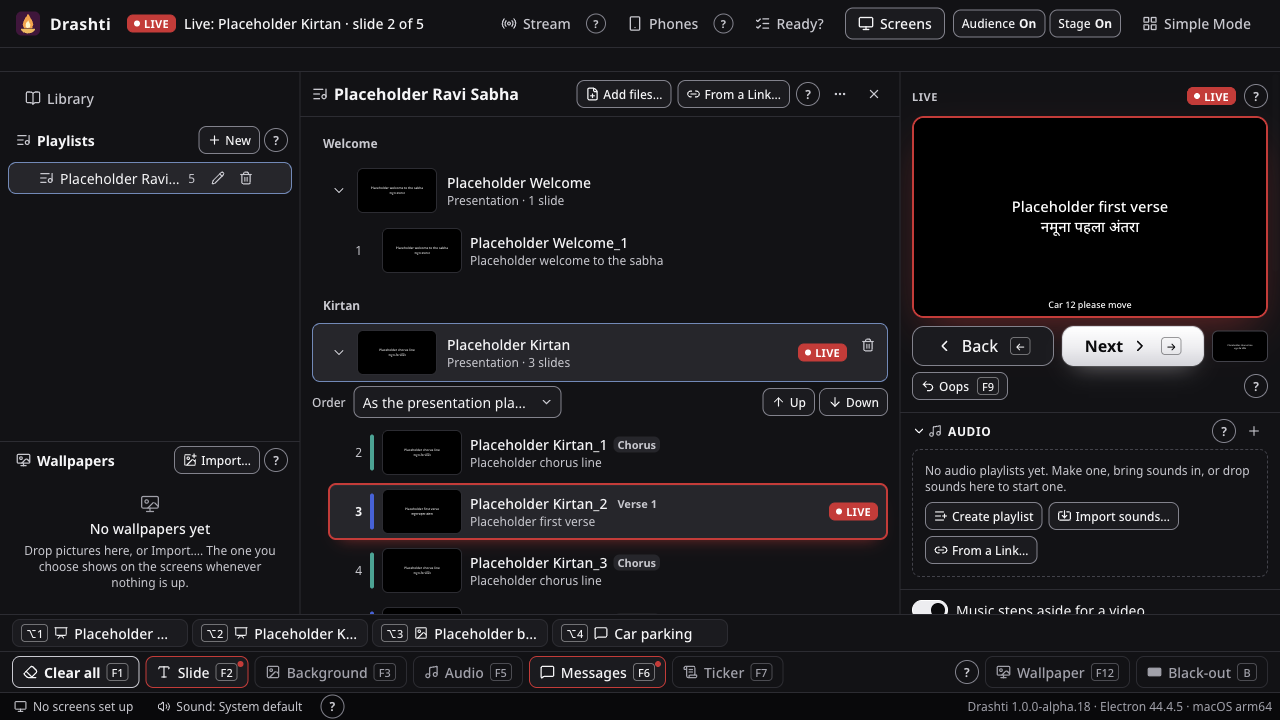 Drashti
LIVE
Live: Placeholder Kirtan · slide 2 of 5
Stream
?
Phones
?
Ready?
Screens
Audience On
Stage On
Simple Mode
Library
Playlists
New
?
Placeholder Ravi... 5
Wallpapers
Import...
?
No wallpapers yet
Drop pictures here, or Import.... The one you
choose shows on the screens whenever
nothing is up.
Placeholder Ravi Sabha
Add files...
From a Link...
?
Welcome
Placeholder Welcome
Presentation · 1 slide
1
Placeholder Welcome_1
Placeholder welcome to the sabha
Kirtan
Placeholder Kirtan
Presentation · 3 slides
LIVE
Order
As the presentation pla...
Up
Down
2
Placeholder Kirtan_1 Chorus
Placeholder chorus line
3
Placeholder Kirtan_2 Verse 1
Placeholder first verse
LIVE
4
Placeholder Kirtan_3 Chorus
Placeholder chorus line
LIVE
LIVE
?
Placeholder first verse
नमूना पहला अंतरा
Car 12 please move
Back
Next
Oops F9
?
AUDIO
?
No audio playlists yet. Make one, bring sounds in, or drop
sounds here to start one.
Create playlist
Import sounds...
From a Link...
Music steps aside for a video
⌥1 Placeholder ...
⌥2 Placeholder K...
⌥3 Placeholder b...
⌥4 Car parking
Clear all F1
Slide F2
Background F3
Audio F5
Messages F6
Ticker F7
?
Wallpaper F12
Black-out B
No screens set up
Sound: System default
?
Drashti 1.0.0-alpha.18 · Electron 44.4.5 · macOS arm64